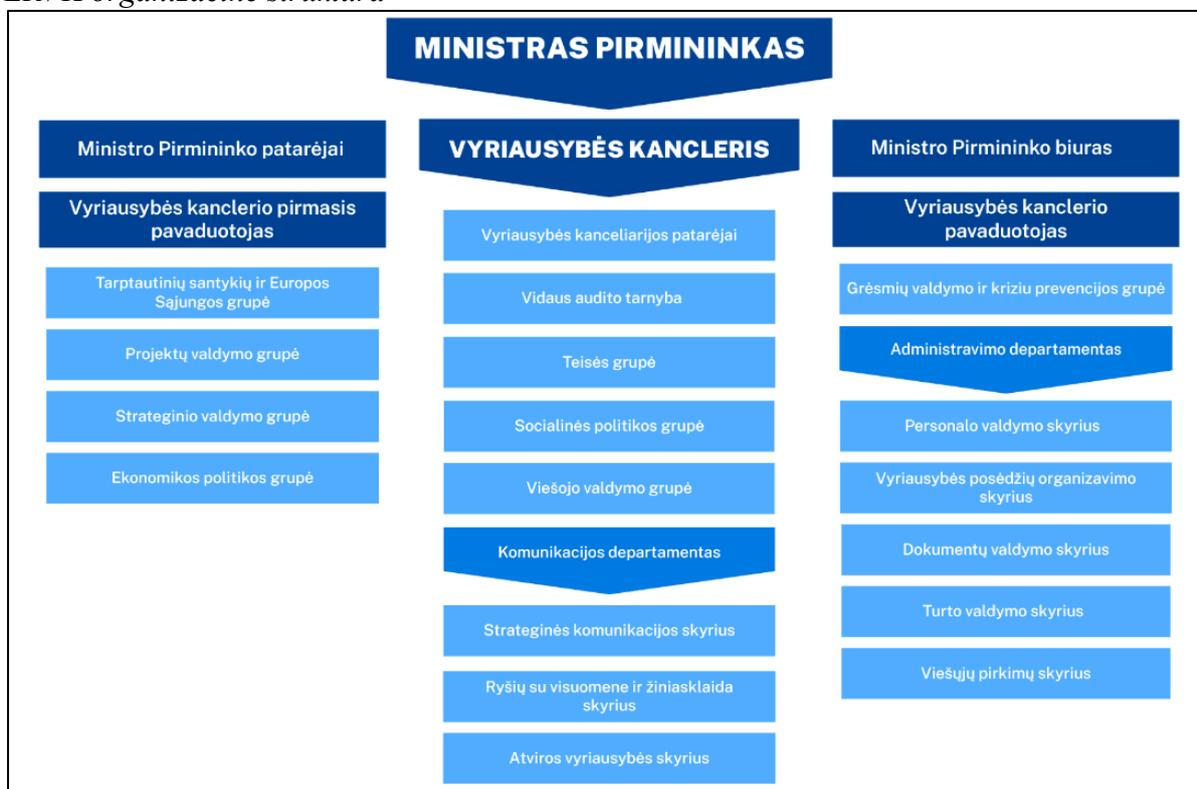 MINISTRAS PIRMININKAS
Ministro Pirmininko patarėjai
Vyriausybės kanclerio pirmasis
pavaduotojas
Tarptautinių santykių ir Europos
Sąjungos grupė
Projektų valdymo grupė
Strateginio valdymo grupė
Ekonomikos politikos grupė
VYRIAUSYBĖS KANCLERIS
Vyriausybės kanceliarijos patarėjai
Vidaus audito tarnyba
Teisės grupė
Socialinės politikos grupė
Viešojo valdymo grupė
Komunikacijos departamentas
Strateginės komunikacijos skyrius
Ryšių su visuomene ir žiniasklaida
skyrius
Atviros vyriausybės skyrius
Ministro Pirmininko biuras
Vyriausybės kanclerio
pavaduotojas
Grėsmių valdymo ir kriziu prevencijos grupė
Administravimo departamentas
Personalo valdymo skyrius
Vyriausybės posėdžių organizavimo
skyrius
Dokumentų valdymo skyrius
Turto valdymo skyrius
Viešųjų pirkimų skyrius